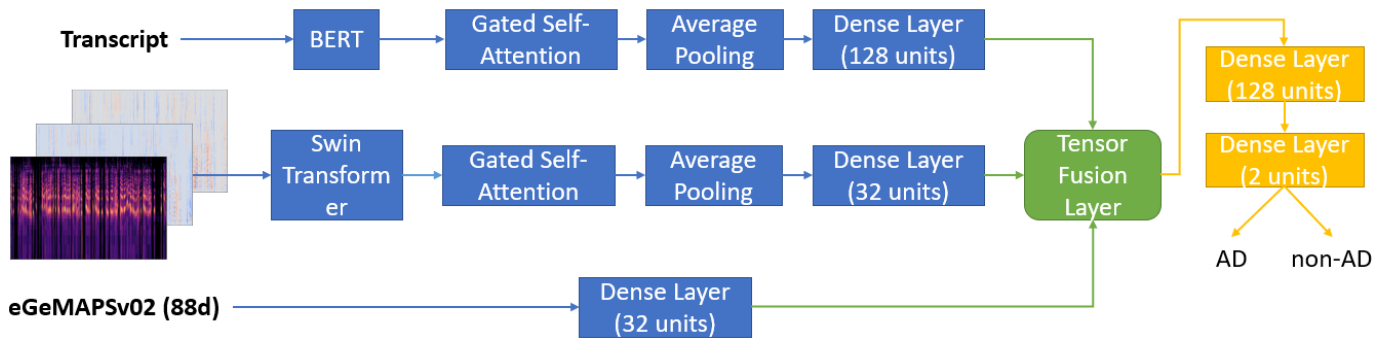 Transcript
BERT
Gated Self-
Attention
Average
Pooling
Dense Layer
(128 units)
Swin
Transform
er
Gated Self-
Attention
Average
Pooling
Dense Layer
(32 units)
eGeMAPSv02 (88d)
Dense Layer
(32 units)
Tensor
Fusion
Layer
Dense Layer
(128 units)
Dense Layer
(2 units)
AD
non-AD